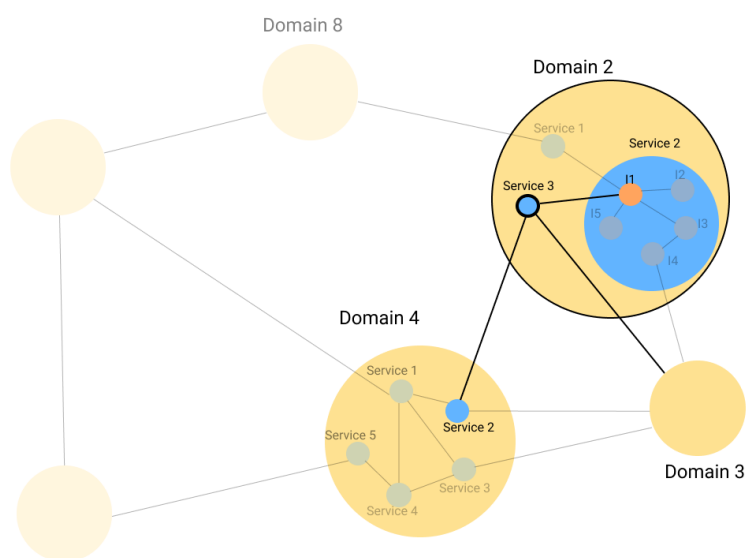 Domain 8
Domain 2
Service 1
Service 2
I1
I2
Service 3
I5
I3
I4
Domain 4
Service 1
Service 2
Service 5
Service 3
Service 4
Domain 3